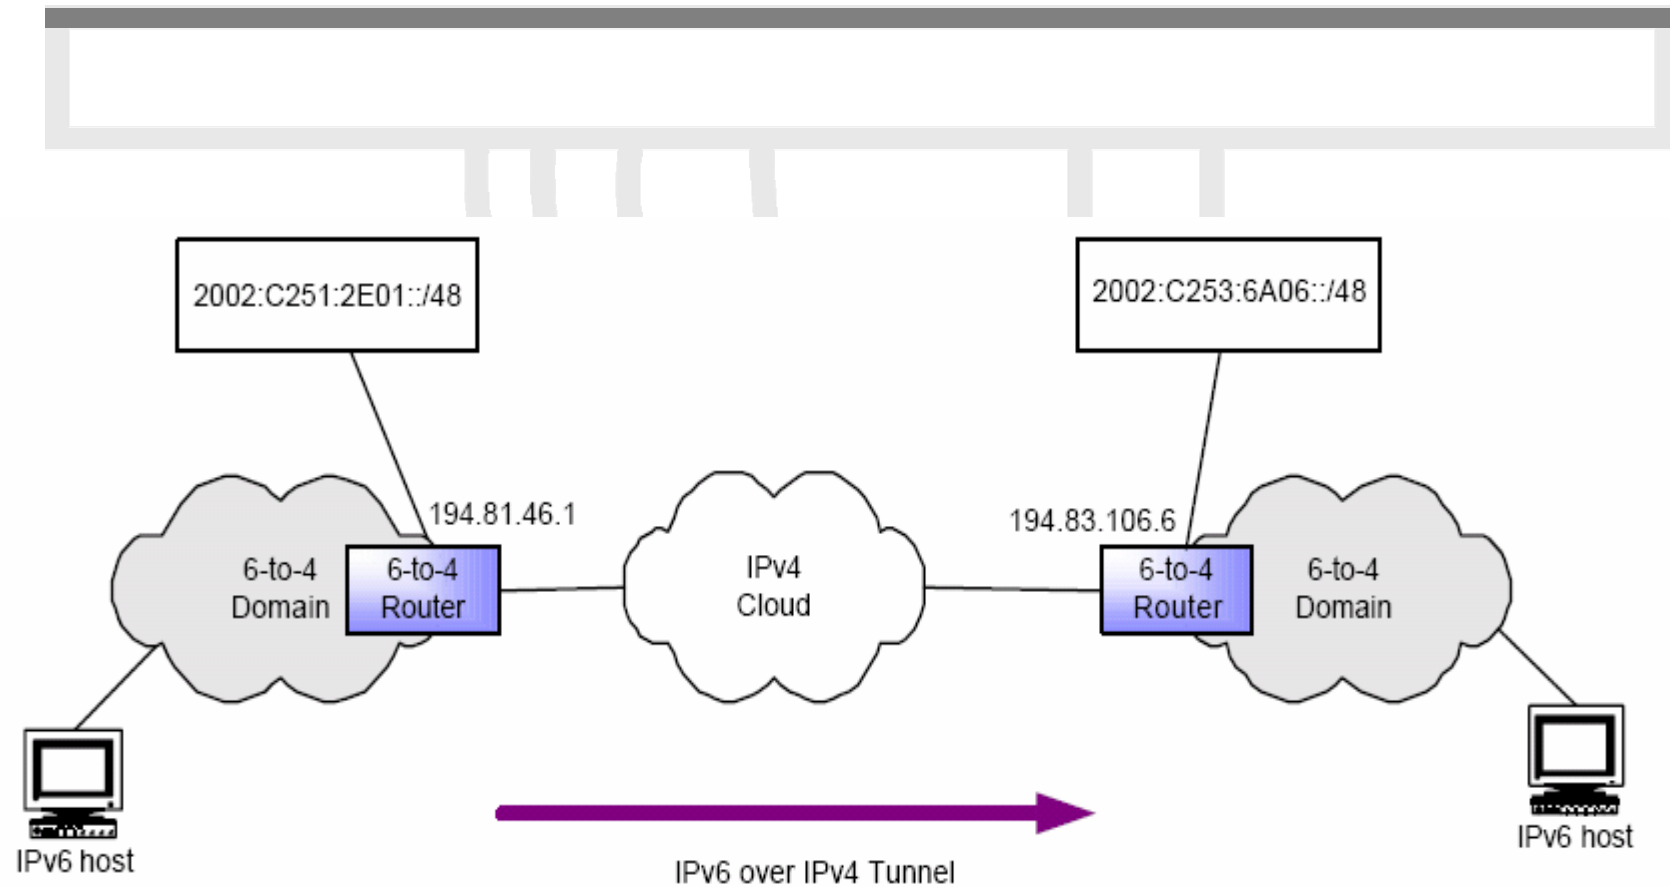 2002:C251:2E01::/48
2002:C253:6A06::/48
194.81.46.1
194.83.106.6
6-to-4
Domain
6-to-4
Router
IPv4
Cloud
6-to-4
Router
6-to-4
Domain
IPv6 host
IPv6 host
IPv6 over IPv4 Tunnel